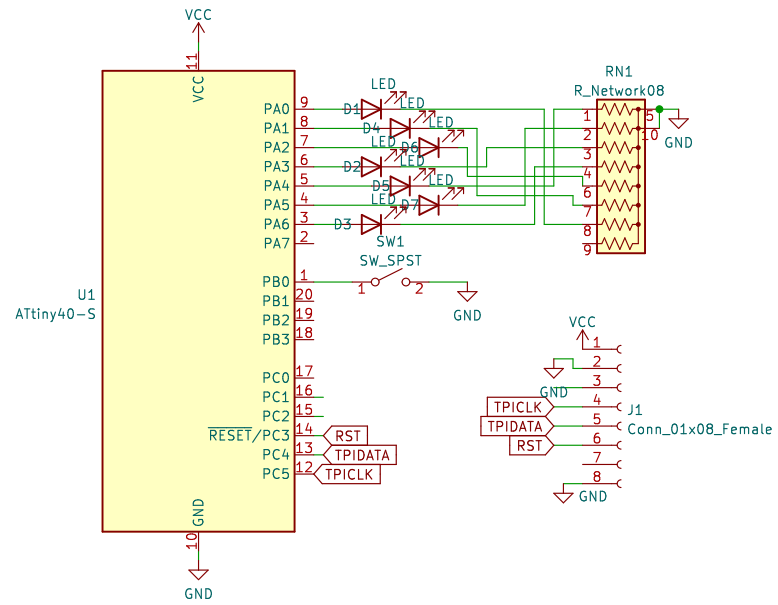 VCC
11
VCC
RN1
R_Network08
LED
LED
LED
PA0 9 D1 1 5
PA1 8 D4 2 10
GND
PA2 7 LED D6 3
LED
PA3 6 D2 4
LED
PA4 5 D5 6
LED
PA5 4 D7 7
PA6 3 D3 8
PA7 2 9
SW1
SW_SPST
PB0 1 1 2
U1
PB1 20
ATtiny40-S
PB2 19
GND
PB3 18
VCC
1
2
PC0 17
3
GND
PC1 16
TPICLK 4
J1
PC2 15
TPIDATA 5
Conn_01x08_Female
RESET/PC3 14 RST
RST 6
PC4 13 TPIDATA
7
PC5 12 TPICLK
8
GND
GND
10
GND